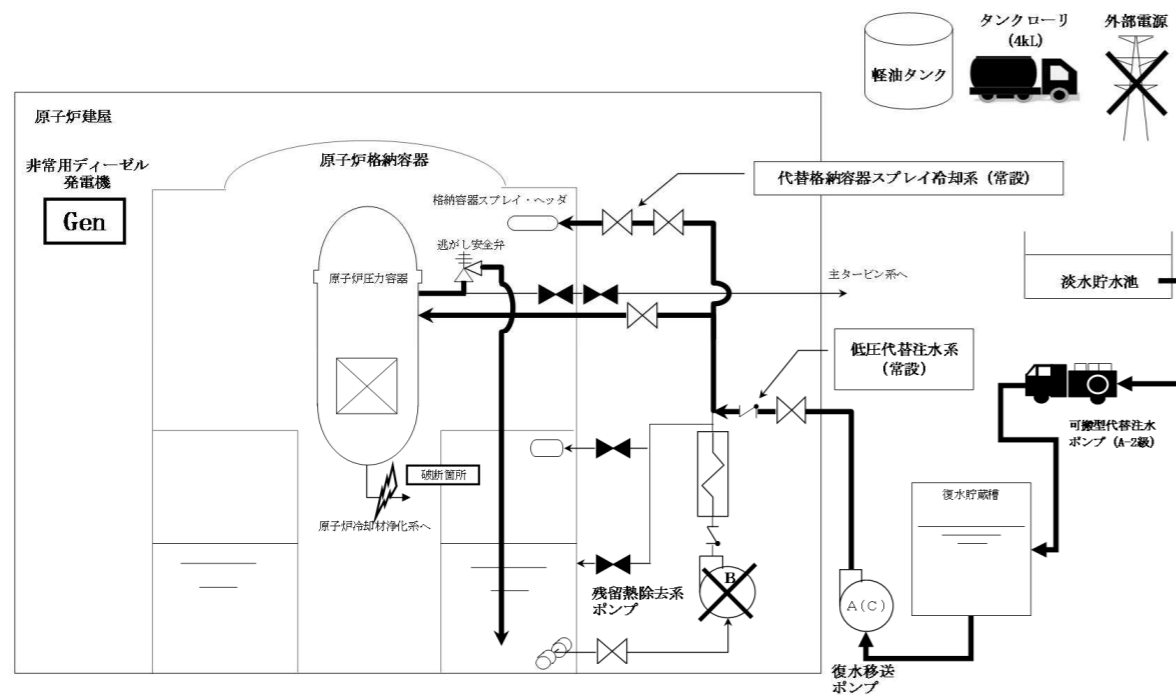 タンクローリ
(4kL)
外部電源
軽油タンク
原子炉建屋
非常用ディーゼル
発電機
Gen
原子炉格納容器
代替格納容器スプレイ冷却系（常設）
格納容器スプレイ・ヘッダ
逃がし安全弁
原子炉圧力容器
主タービン系へ
淡水貯水池
低圧代替注水系
（常設）
可搬型代替注水
ポンプ（A-2級）
破断箇所
原子炉冷却材浄化系へ
復水貯蔵槽
B
残留熱除去系
ポンプ
A(C)
復水移送
ポンプ